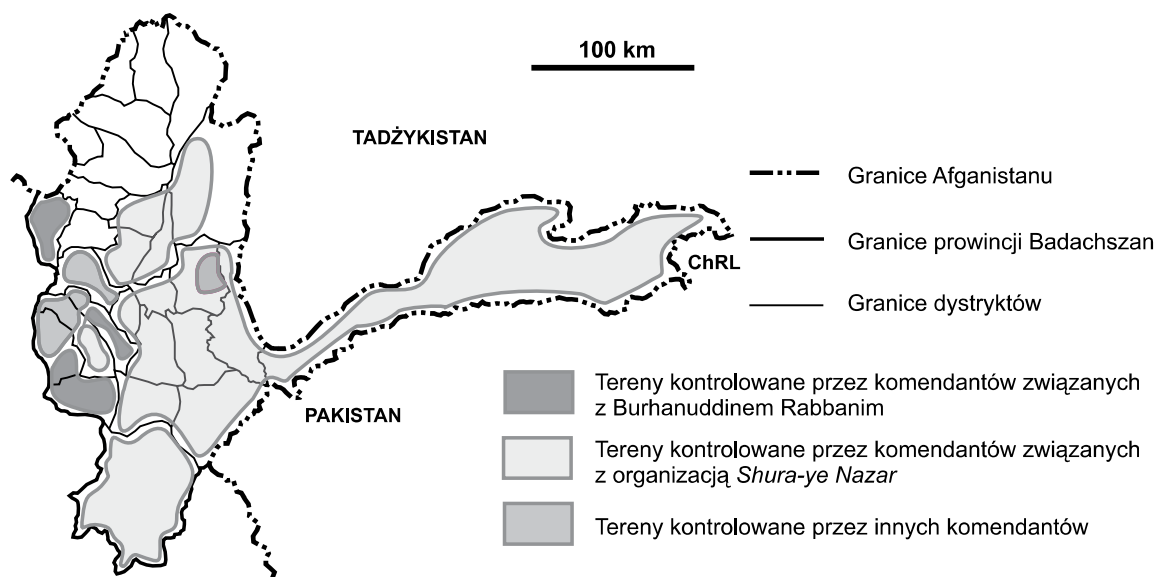 100 km
TADŻYKISTAN
Granice Afganistanu
Granice prowincji Badachszan
ChRL
Granice dystryktów
Tereny kontrolowane przez komendantów związanych
z Burhanuddinem Rabbanim
PAKISTAN
Tereny kontrolowane przez komendantów związanych
z organizacją Shura-ye Nazar
Tereny kontrolowane przez innych komendantów